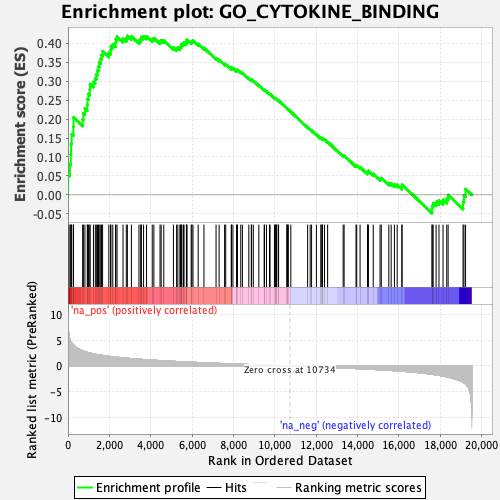 Enrichment plot: GO_CYTOKINE_BINDING
Enrichment score (ES)
0.40
0.35
0.30
0.25
0.20
0.15
0.10
0.05
0.00
-0.05
'na_pos' (positively correlated)
Ranked list metric (PreRanked)
10
5
0
-5
-10
Zero cross at 10734
'na_neg' (negatively correlated)
0 2,000 4,000 6,000 8,000 10,000 12,000 14,000 16,000 18,000 20,000
Rank in Ordered Dataset
Enrichment profile Hits Ranking metric scores